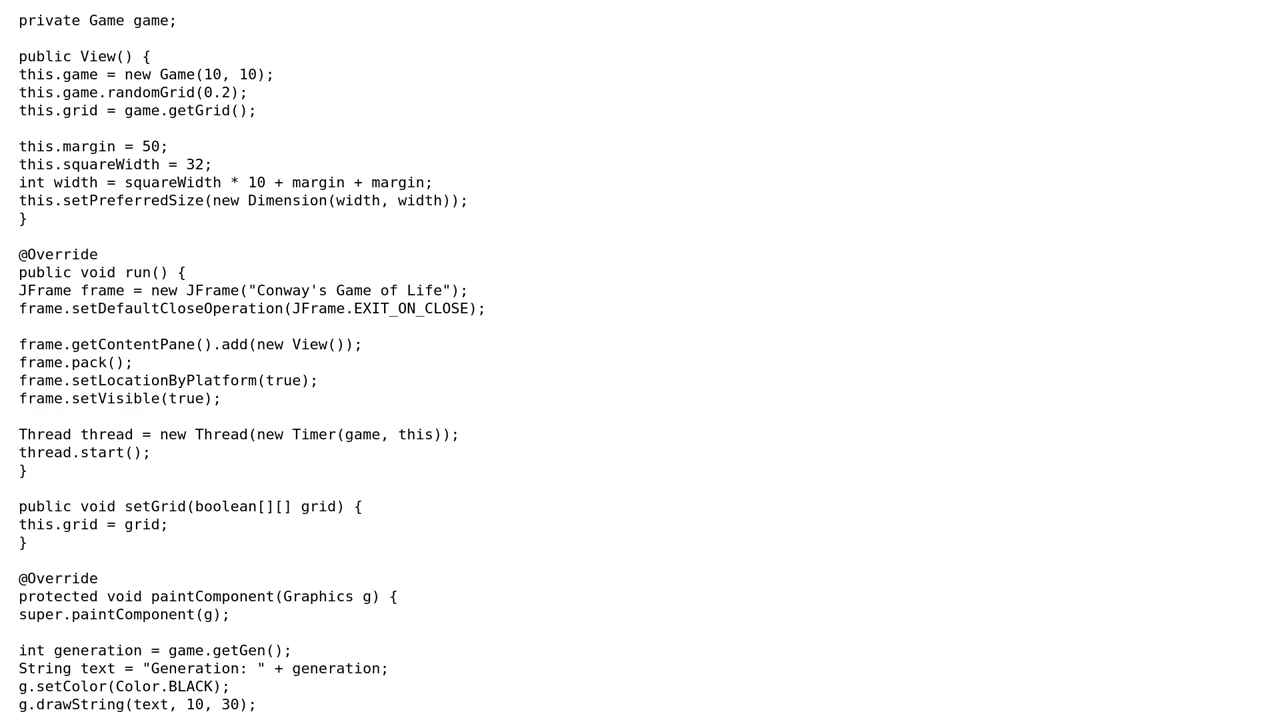 private Game game;

public View() {
this.game = new Game(10, 10);
this.game.randomGrid(0.2);
this.grid = game.getGrid();

this.margin = 50;
this.squareWidth = 32;
int width = squareWidth * 10 + margin + margin;
this.setPreferredSize(new Dimension(width, width));
}

@Override
public void run() {
JFrame frame = new JFrame("Conway's Game of Life");
frame.setDefaultCloseOperation(JFrame.EXIT_ON_CLOSE);

frame.getContentPane().add(new View());
frame.pack();
frame.setLocationByPlatform(true);
frame.setVisible(true);

Thread thread = new Thread(new Timer(game, this));
thread.start();
}

public void setGrid(boolean[][] grid) {
this.grid = grid;
}

@Override
protected void paintComponent(Graphics g) {
super.paintComponent(g);

int generation = game.getGen();
String text = "Generation: " + generation;
g.setColor(Color.BLACK);
g.drawString(text, 10, 30);